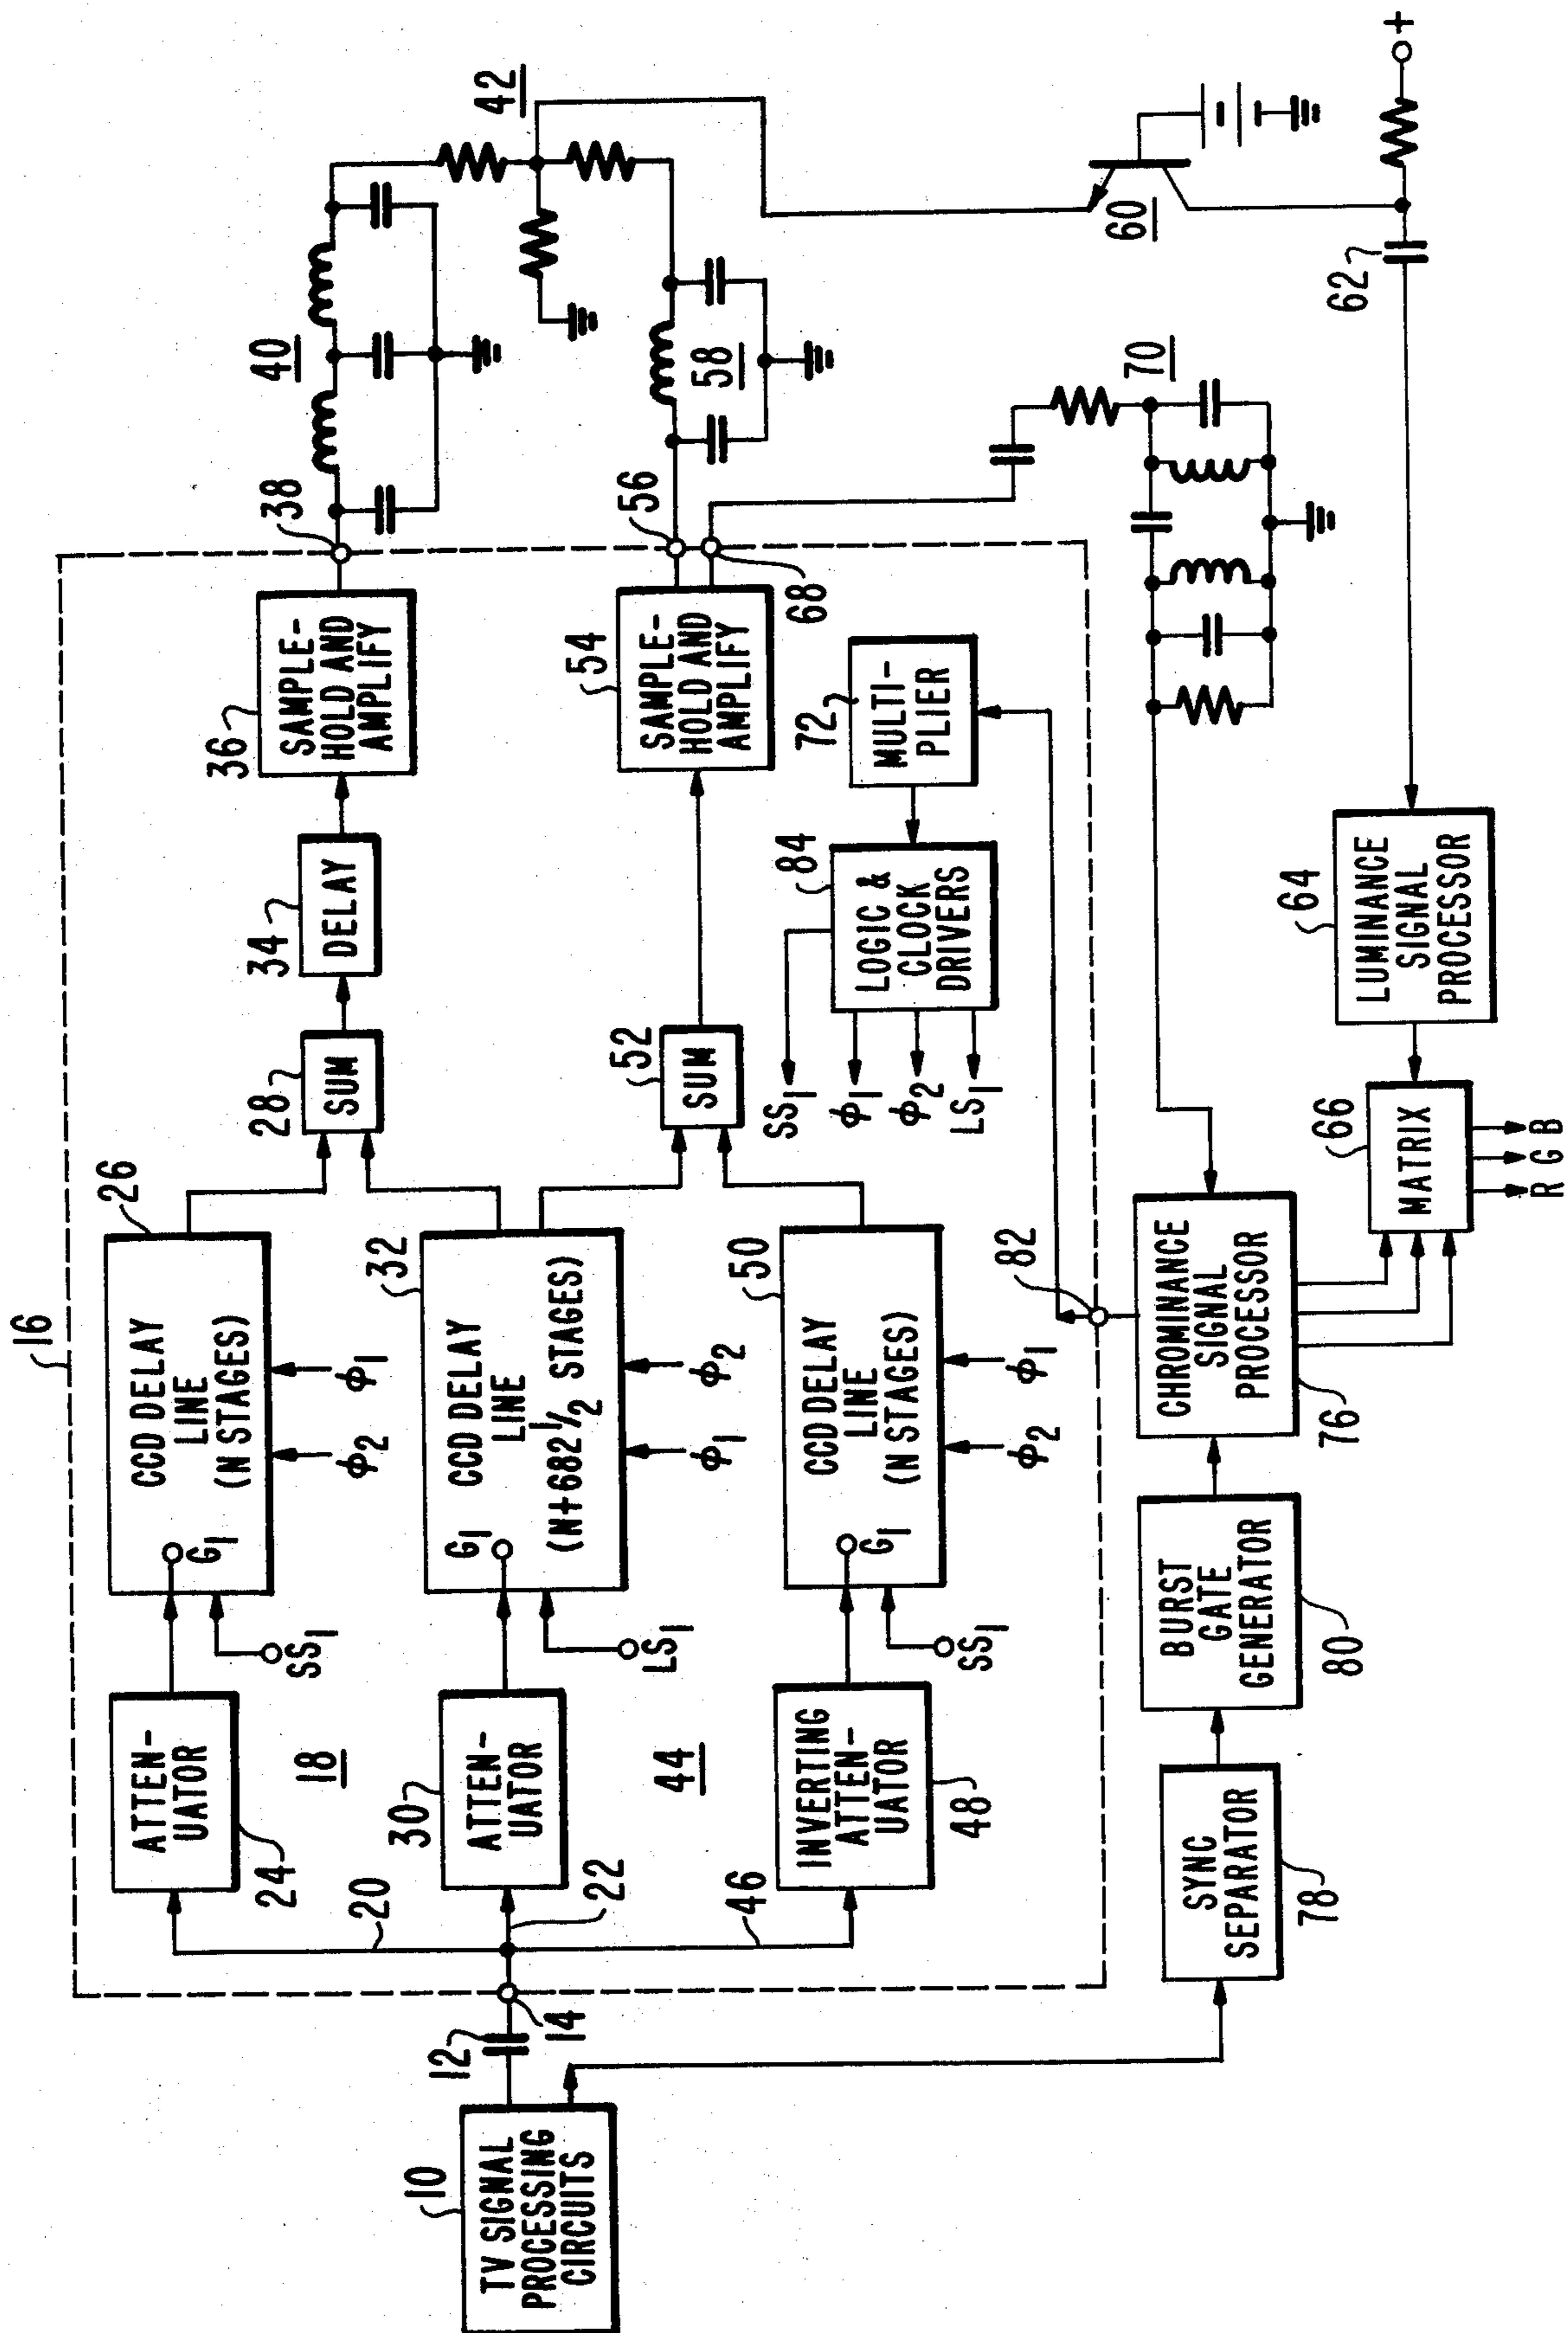 16
10
TV SIGNAL
PROCESSING
CIRCUITS
12
14
20
22
46
24
ATTEN-
UATOR
18
30
ATTEN-
UATOR
44
INVERTING
ATTEN-
UATOR
48
SS1
LS1
SS1
26
CCD DELAY
LINE
(N STAGES)
G1
ϕ2
ϕ1
32
CCD DELAY
LINE
(N+682 1/2 STAGES)
G1
ϕ1
ϕ2
50
CCD DELAY
LINE
(N STAGES)
G1
ϕ2
ϕ1
28
SUM
34
DELAY
36
SAMPLE-
HOLD AND
AMPLIFY
38
40
42
52
SUM
54
SAMPLE-
HOLD AND
AMPLIFY
56
58
68
72
MULTI-
PLIER
84
LOGIC &
CLOCK
DRIVERS
SS1
ϕ1
ϕ2
LS1
60
+
62
70
64
LUMINANCE
SIGNAL
PROCESSOR
66
MATRIX
R G B
82
CHROMINANCE
SIGNAL
PROCESSOR
76
BURST
GATE
GENERATOR
80
SYNC
SEPARATOR
78